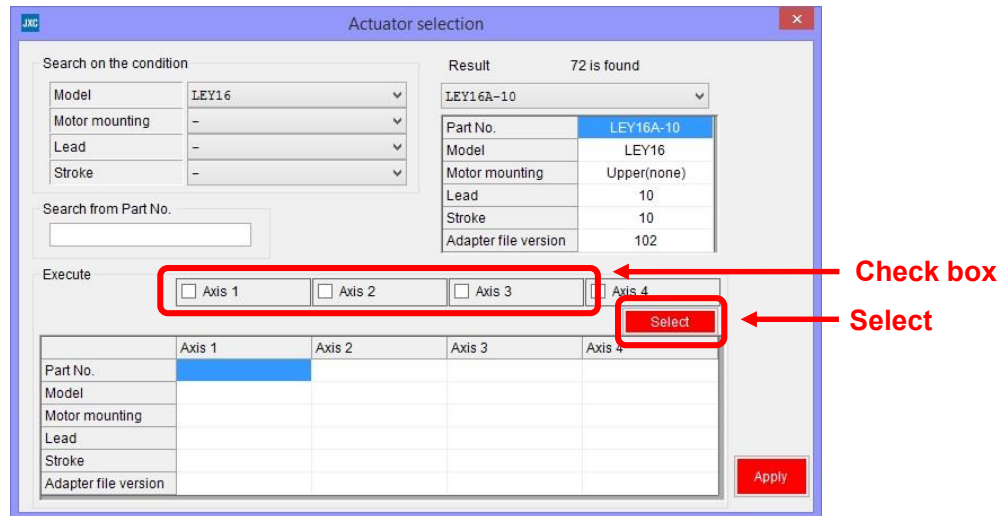 JXC Actuator selection ×
Search on the condition
Model LEY16
Motor mounting -
Lead -
Stroke -
Search from Part No.
Result 72 is found
LEY16A-10
Part No. LEY16A-10
Model LEY16
Motor mounting Upper(none)
Lead 10
Stroke 10
Adapter file version 102
Execute
Axis 1 Axis 2 Axis 3 Axis 4
Check box
Select
Select
Axis 1 Axis 2 Axis 3 Axis 4
Part No.
Model
Motor mounting
Lead
Stroke
Adapter file version
Apply